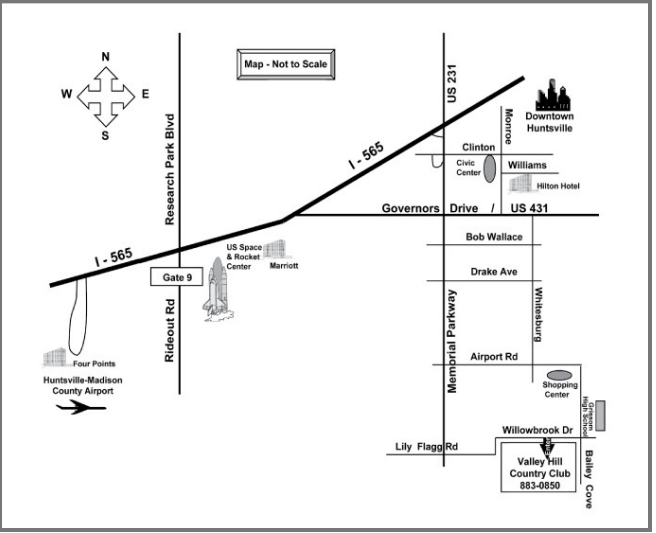 N
W E
S
Map - Not to Scale
US 231
Research Park Blvd
Monroe
Downtown
Huntsville
I - 565
Clinton
Civic
Center
Williams
Hilton Hotel
Governors Drive / US 431
Bob Wallace
I - 565
US Space
& Rocket
Center
Marriott
Gate 9
Drake Ave
Rideout Rd
Memorial Parkway
Whitesburg
Airport Rd
Four Points
Huntsville-Madison
County Airport
Shopping
Center
Grissom
High School
Willowbrook Dr
Lily Flagg Rd
Valley Hill
Country Club
883-0850
Bailey Cove